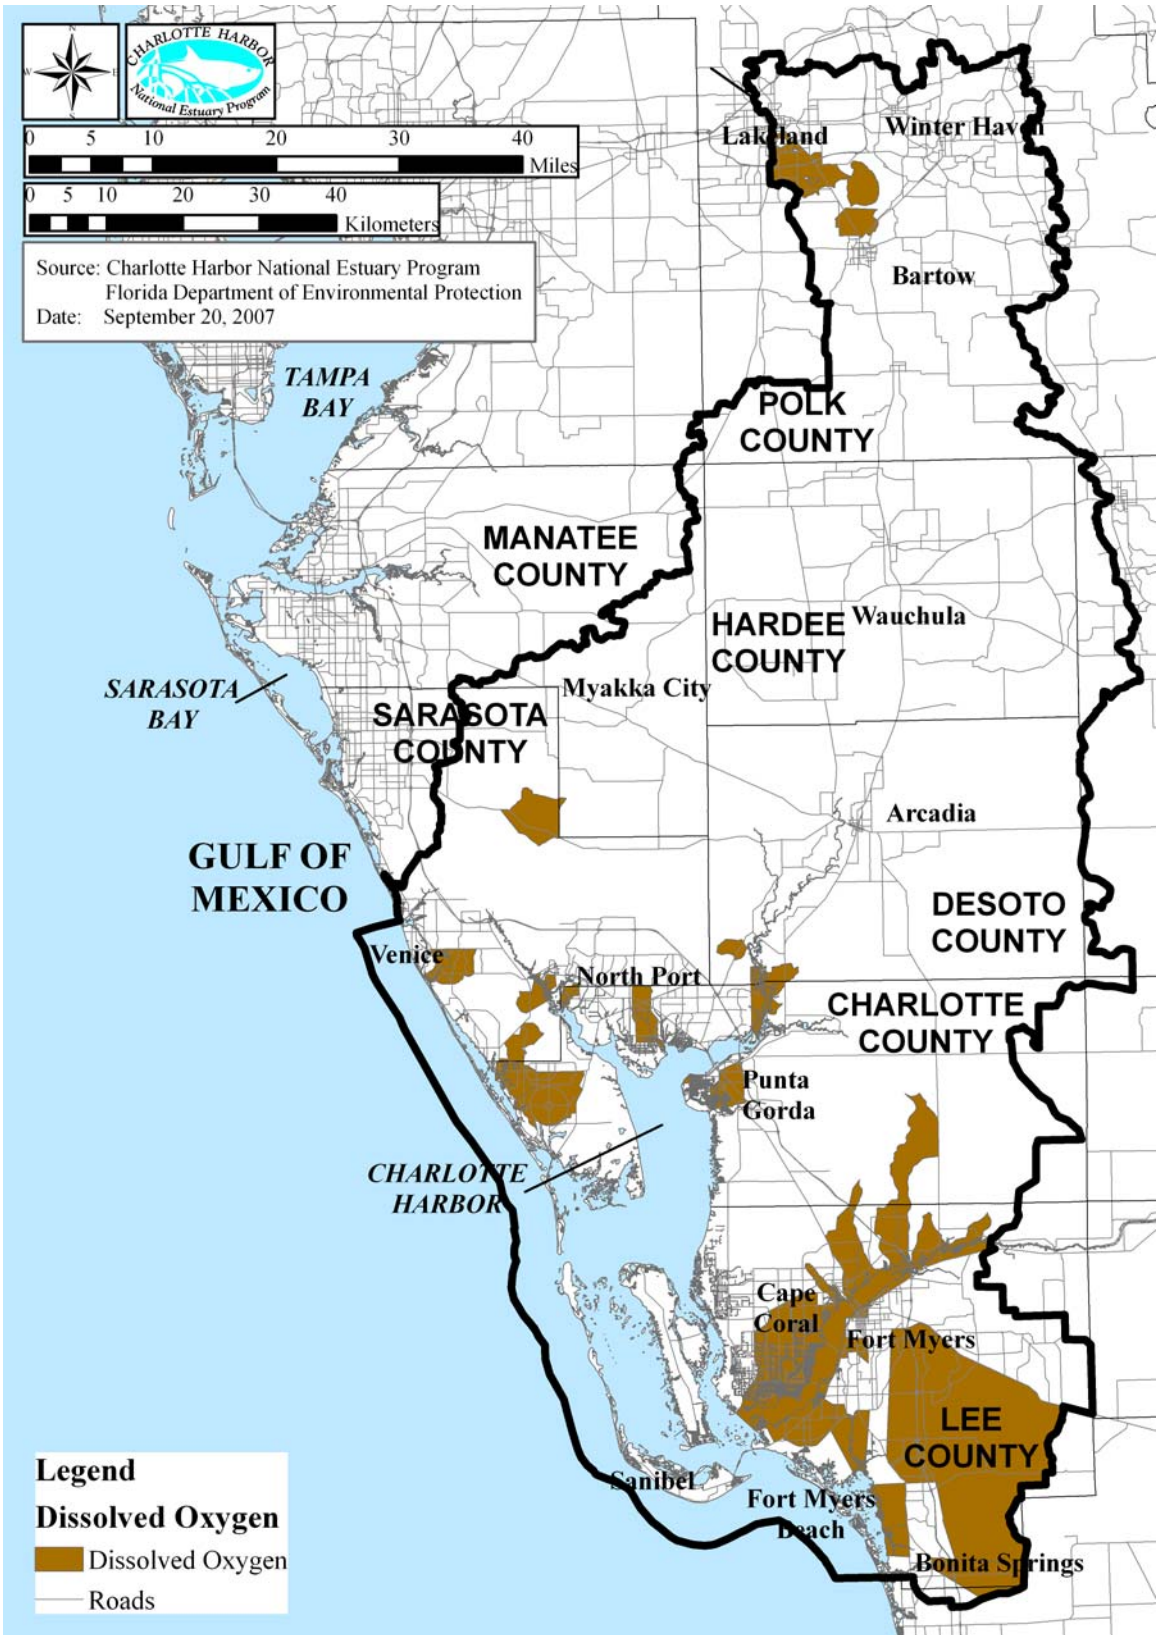 N
W
E
S
CHARLOTTE HARBOR
National Estuary Program
0 5 10 20 30 40
Miles
0 5 10 20 30 40
Kilometers
Source: Charlotte Harbor National Estuary Program
Florida Department of Environmental Protection
Date: September 20, 2007
Lakeland
Winter Haven
Bartow
TAMPA
BAY
POLK
COUNTY
MANATEE
COUNTY
HARDEE
COUNTY
Wauchula
SARASOTA
BAY
Myakka City
SARASOTA
COUNTY
Arcadia
GULF OF
MEXICO
DESOTO
COUNTY
Venice
North Port
CHARLOTTE
COUNTY
Punta
Gorda
CHARLOTTE
HARBOR
Cape
Coral
Fort Myers
LEE
COUNTY
Sanibel
Fort Myers
Beach
Bonita Springs
Legend
Dissolved Oxygen
Dissolved Oxygen
Roads